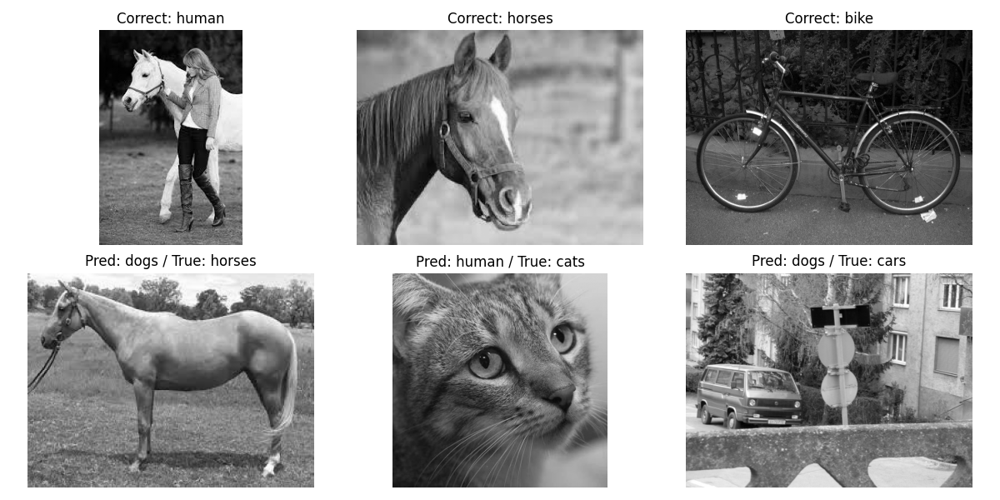 Correct: human
Correct: horses
Correct: bike
Pred: dogs / True: horses
Pred: human / True: cats
Pred: dogs / True: cars